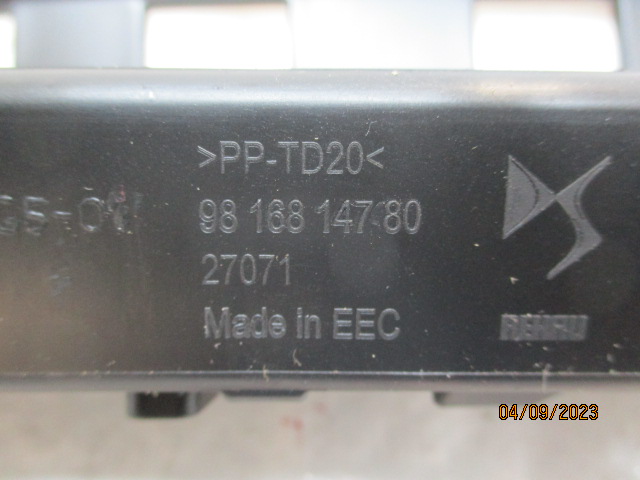 >PP-TD20<
98 168 147 80
27071
Made in EEC
REHAU
04/09/2023